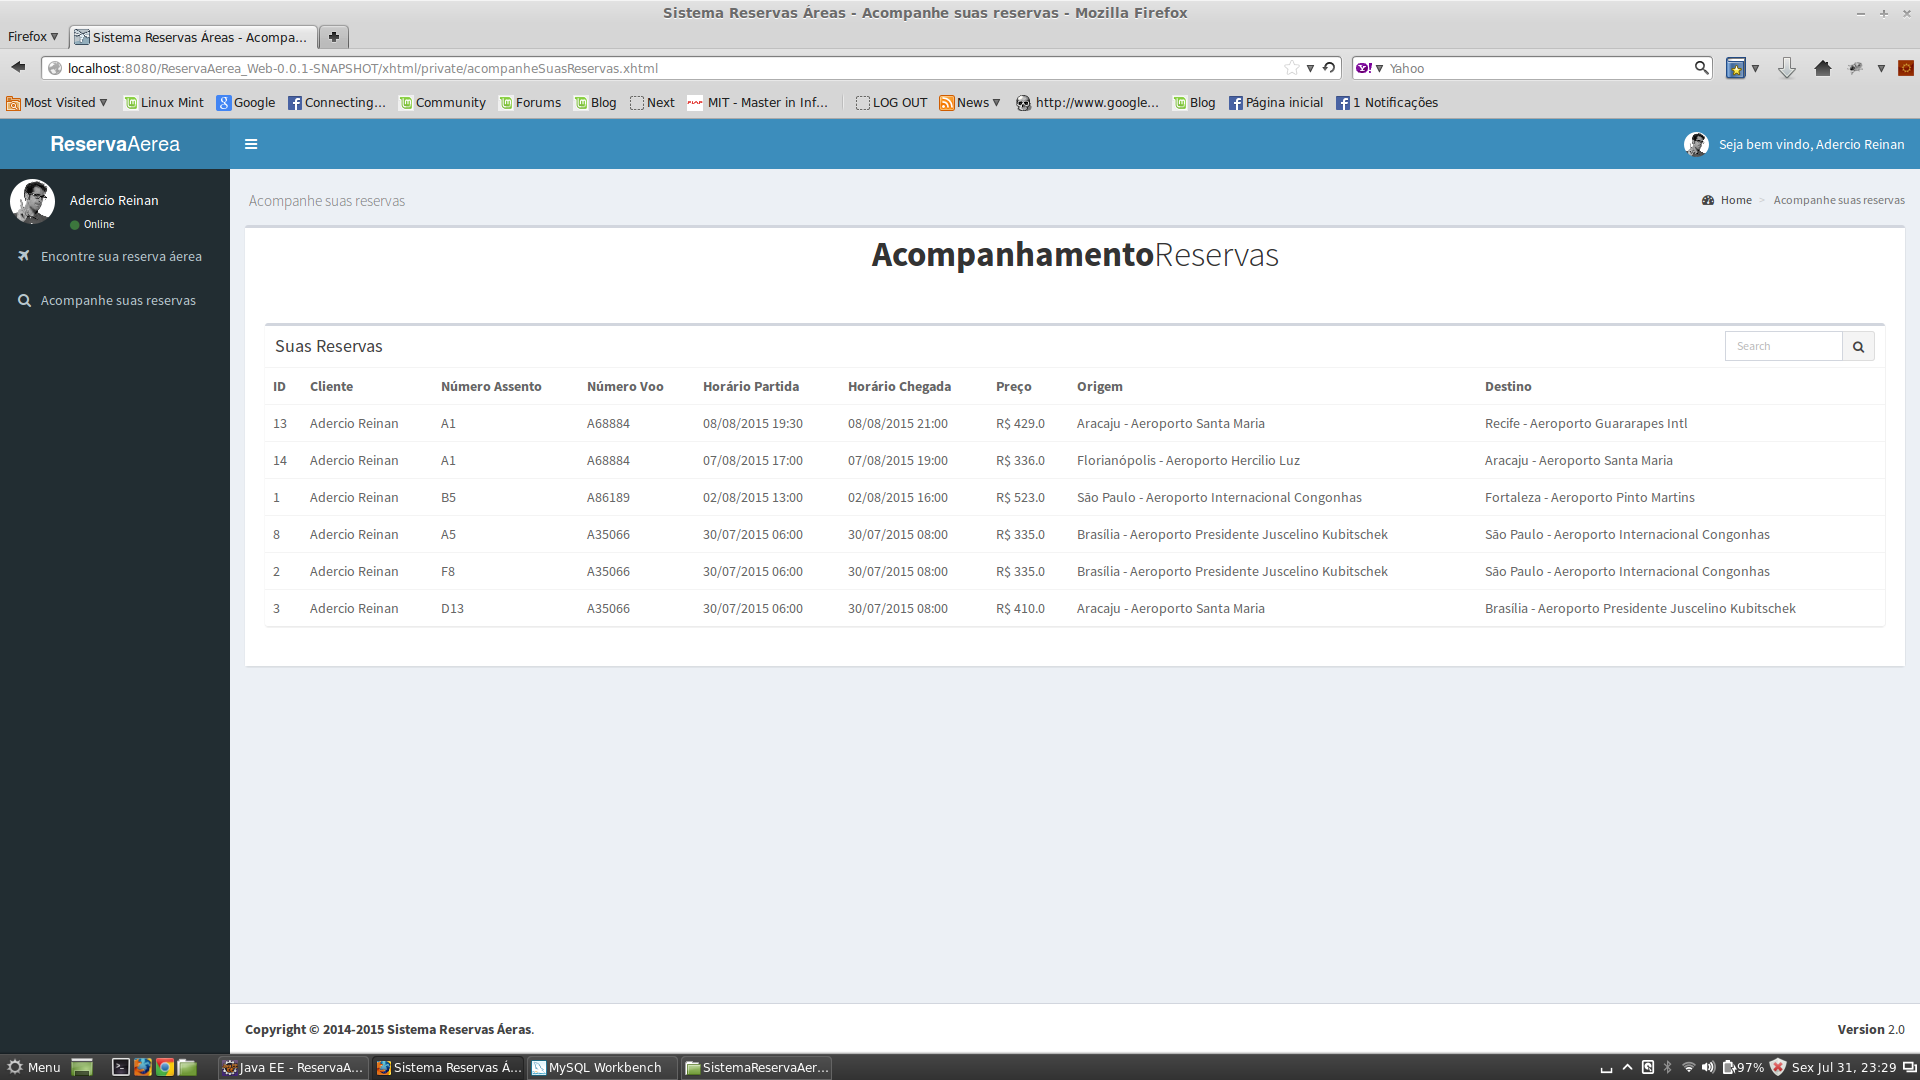 Sistema Reservas Áreas - Acompanhe suas reservas - Mozilla Firefox
Firefox
Sistema Reservas Áreas - Acompa...
localhost:8080/ReservaAerea_Web-0.0.1-SNAPSHOT/xhtml/private/acompanheSuasReservas.xhtml
Yahoo
Most Visited Linux Mint Google Connecting... Community Forums Blog Next MIT - Master in Inf... LOG OUT News http://www.google... Blog Página inicial 1 Notificações
ReservaAerea
Seja bem vindo, Adercio Reinan
Adercio Reinan
Online
Encontre sua reserva áerea
Acompanhe suas reservas
Acompanhe suas reservas
Home > Acompanhe suas reservas
AcompanhamentoReservas
Suas Reservas
Search
ID Cliente Número Assento Número Voo Horário Partida Horário Chegada Preço Origem Destino
13 Adercio Reinan A1 A68884 08/08/2015 19:30 08/08/2015 21:00 R$ 429.0 Aracaju - Aeroporto Santa Maria Recife - Aeroporto Guararapes Intl
14 Adercio Reinan A1 A68884 07/08/2015 17:00 07/08/2015 19:00 R$ 336.0 Florianópolis - Aeroporto Hercilio Luz Aracaju - Aeroporto Santa Maria
1 Adercio Reinan B5 A86189 02/08/2015 13:00 02/08/2015 16:00 R$ 523.0 São Paulo - Aeroporto Internacional Congonhas Fortaleza - Aeroporto Pinto Martins
8 Adercio Reinan A5 A35066 30/07/2015 06:00 30/07/2015 08:00 R$ 335.0 Brasília - Aeroporto Presidente Juscelino Kubitschek São Paulo - Aeroporto Internacional Congonhas
2 Adercio Reinan F8 A35066 30/07/2015 06:00 30/07/2015 08:00 R$ 335.0 Brasília - Aeroporto Presidente Juscelino Kubitschek São Paulo - Aeroporto Internacional Congonhas
3 Adercio Reinan D13 A35066 30/07/2015 06:00 30/07/2015 08:00 R$ 410.0 Aracaju - Aeroporto Santa Maria Brasília - Aeroporto Presidente Juscelino Kubitschek
Copyright © 2014-2015 Sistema Reservas Áeras.
Version 2.0
Menu Java EE - ReservaA... Sistema Reservas Á... MySQL Workbench SistemaReservaAer... 97% Sex Jul 31, 23:29